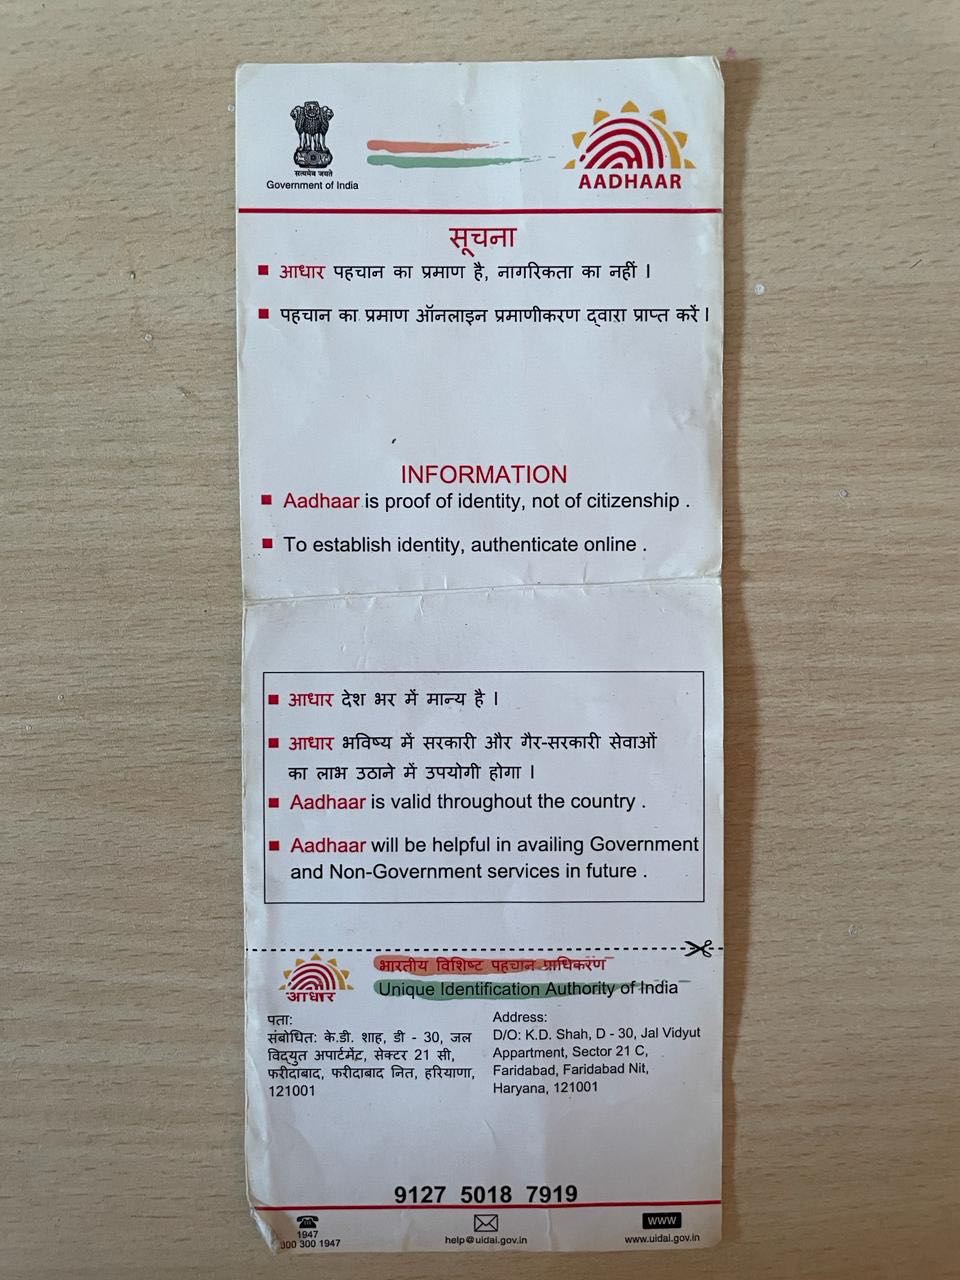 सत्यमेव जयते
Government of India
AADHAAR
सूचना
आधार पहचान का प्रमाण है, नागरिकता का नहीं ।
पहचान का प्रमाण ऑनलाइन प्रमाणीकरण द्वारा प्राप्त करें ।
INFORMATION
Aadhaar is proof of identity, not of citizenship .
To establish identity, authenticate online .
आधार देश भर में मान्य है ।
आधार भविष्य में सरकारी और गैर-सरकारी सेवाओं
का लाभ उठाने में उपयोगी होगा ।
Aadhaar is valid throughout the country .
Aadhaar will be helpful in availing Government
and Non-Government services in future .
आधार
भारतीय विशिष्ट पहचान प्राधिकरण
Unique Identification Authority of India
पता:
संबोधित: के.डी. शाह, डी - 30, जल
विद्युत अपार्टमेंट, सेक्टर 21 सी,
फरीदाबाद, फरीदाबाद नित, हरियाणा,
121001
Address:
D/O: K.D. Shah, D - 30, Jal Vidyut
Appartment, Sector 21 C,
Faridabad, Faridabad Nit,
Haryana, 121001
9127 5018 7919
1947
300 1947
help@uidai.gov.in
www
www.uidai.gov.in